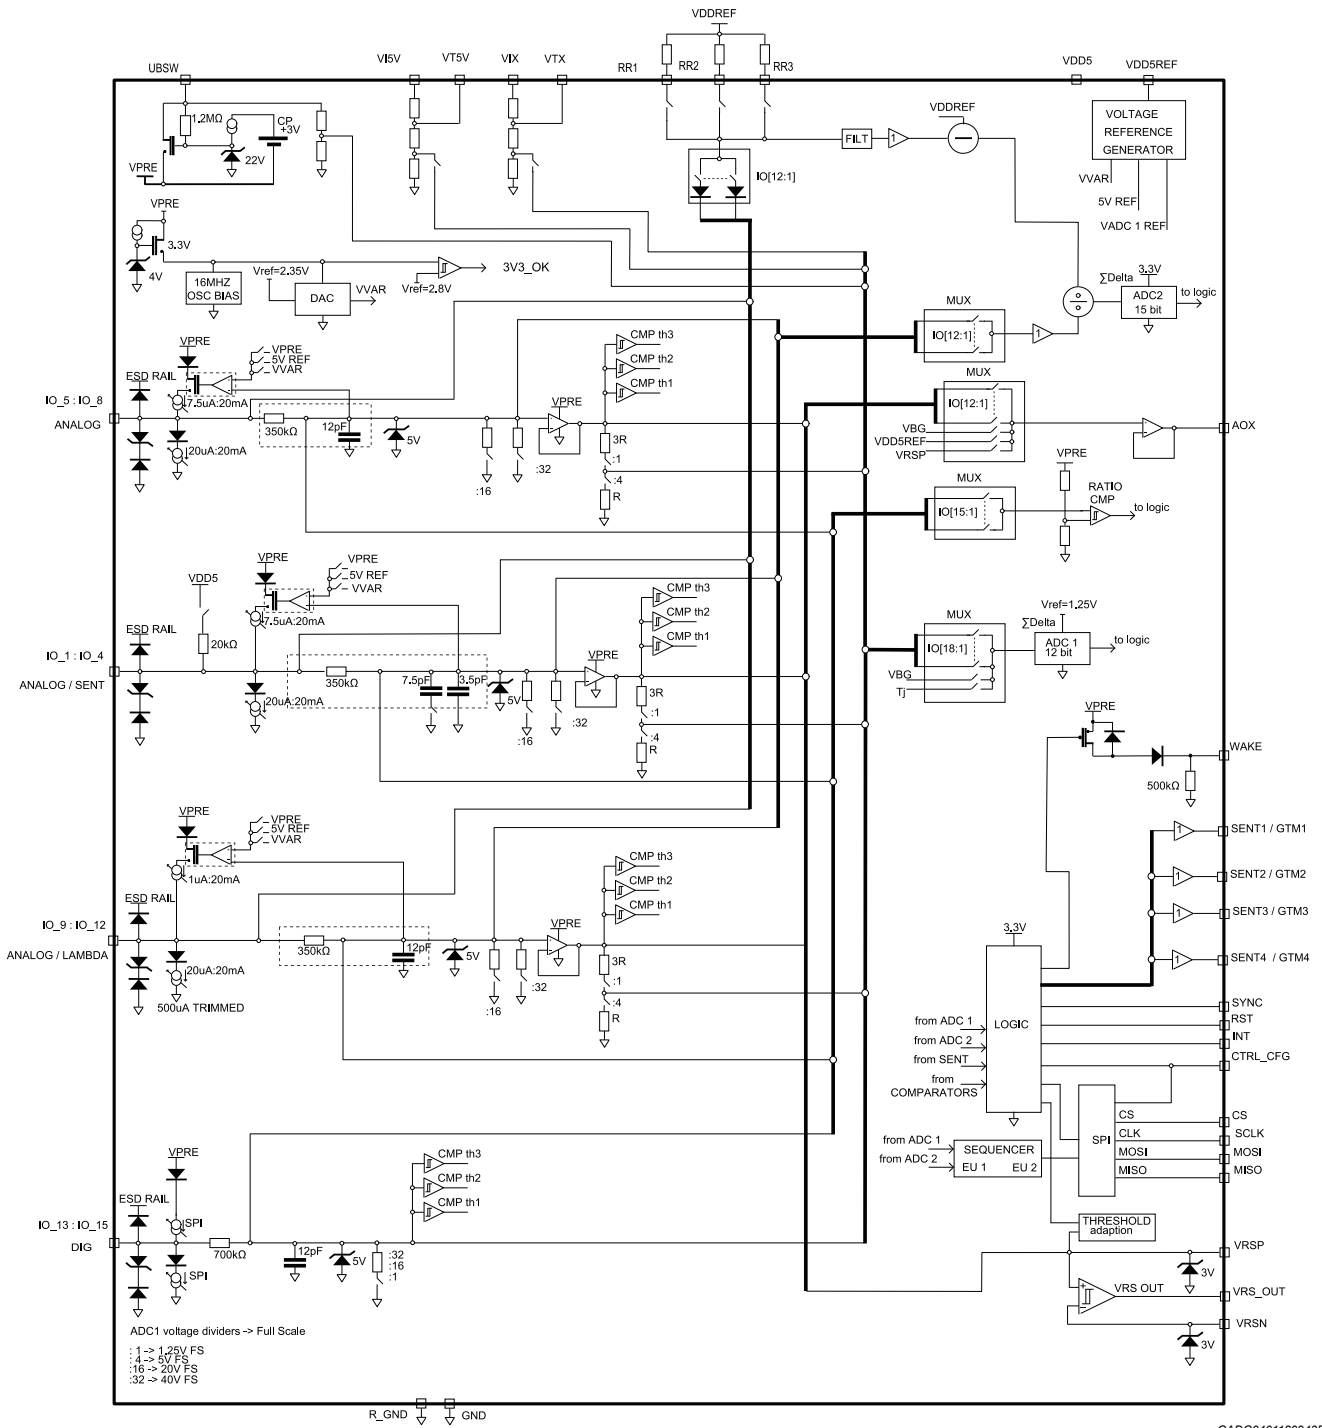 VDDREF
UBSW
VI5V
VT5V
VIX
VTX
RR1
RR2
RR3
VDD5
VDD5REF
1.2MΩ
CP
+3V
22V
VPRE
VDDREF
FILT
1
VOLTAGE
REFERENCE
GENERATOR
IO[12:1]
VVAR
5V REF
VADC 1 REF
VPRE
3.3V
4V
16MHZ
OSC BIAS
Vref=2.35V
DAC
VVAR
Vref=2.8V
3V3_OK
3.3V
∑Delta
ADC2
15 bit
to logic
MUX
IO[12:1]
1
VPRE
VPRE
5V REF
VVAR
ESD RAIL
7.5uA:20mA
IO_5 : IO_8
ANALOG
350kΩ
12pF
5V
20uA:20mA
:16
:32
VPRE
CMP th3
CMP th2
CMP th1
3R
:1
:4
R
MUX
IO[12:1]
VBG
VDD5REF
VRSP
AOX
MUX
IO[15:1]
VPRE
RATIO
CMP
to logic
VDD5
VPRE
VPRE
5V REF
VVAR
7.5uA:20mA
ESD RAIL
20kΩ
IO_1 : IO_4
ANALOG / SENT
350kΩ
7.5pF
3.5pF
5V
20uA:20mA
:16
:32
VPRE
CMP th3
CMP th2
CMP th1
3R
:1
:4
R
MUX
IO[18:1]
VBG
Tj
Vref=1.25V
∑Delta
ADC 1
12 bit
to logic
VPRE
WAKE
500kΩ
VPRE
VPRE
5V REF
VVAR
1uA:20mA
ESD RAIL
IO_9 : IO_12
ANALOG / LAMBDA
350kΩ
12pF
5V
20uA:20mA
500uA TRIMMED
:16
:32
VPRE
CMP th3
CMP th2
CMP th1
3R
:1
:4
R
1
SENT1 / GTM1
1
SENT2 / GTM2
1
SENT3 / GTM3
1
SENT4 / GTM4
3.3V
LOGIC
from ADC 1
from ADC 2
from SENT
from
COMPARATORS
SYNC
RST
INT
CTRL_CFG
SPI
CS
CLK
MOSI
MISO
CS
SCLK
MOSI
MISO
from ADC 1
from ADC 2
SEQUENCER
EU 1 EU 2
THRESHOLD
adaption
VPRE
ESD RAIL
SPI
IO_13 : IO_15
DIG
700kΩ
12pF
5V
SPI
:32
:16
:1
CMP th3
CMP th2
CMP th1
VRSP
3V
VRS OUT
VRS_OUT
VRSN
3V
ADC1 voltage dividers -> Full Scale
: 1 -> 1.25V FS
: 4 -> 5V FS
:16 -> 20V FS
:32 -> 40V FS
R_GND
GND